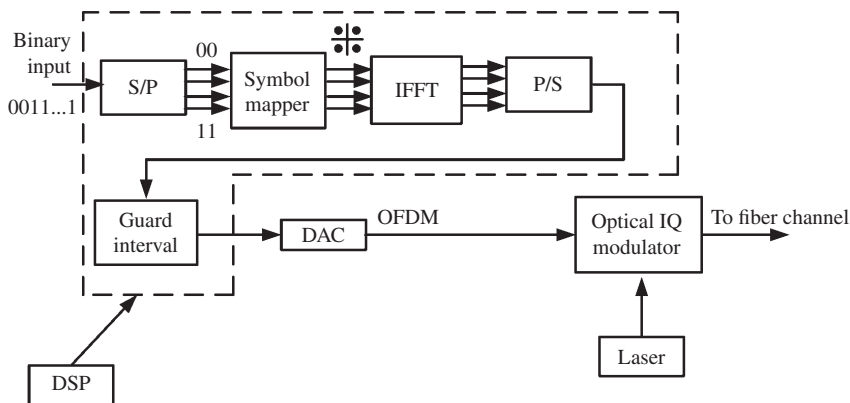 Binary
input
0011...1
S/P
00
11
Symbol
mapper
IFFT
P/S
Guard
interval
DAC
OFDM
Optical IQ
modulator
To fiber channel
Laser
DSP